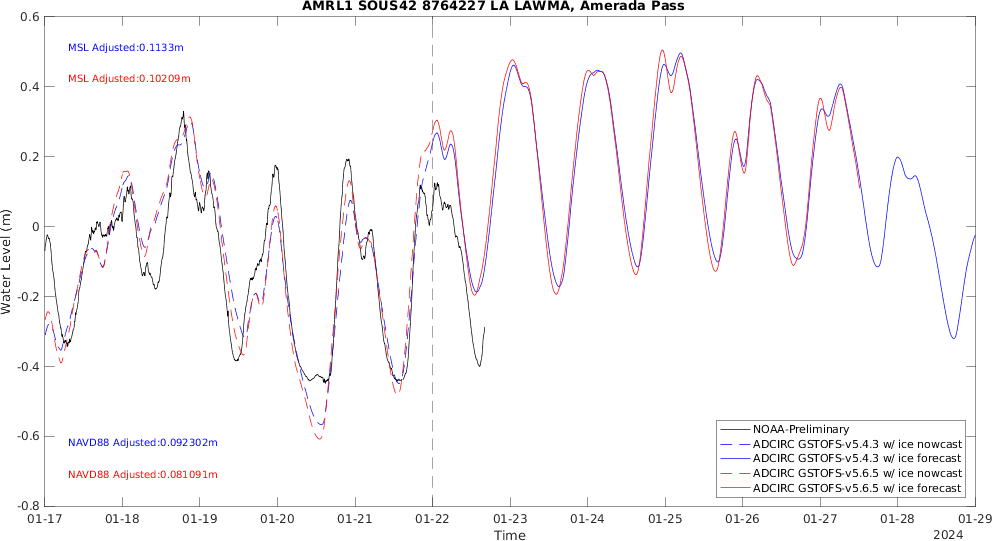 AMRL1 SOUS42 8764227 LA LAWMA, Amerada Pass
0.6
0.4
0.2
0
-0.2
-0.4
-0.6
-0.8
Water Level (m)
MSL Adjusted:0.1133m
MSL Adjusted:0.10209m
NAVD88 Adjusted:0.092302m
NAVD88 Adjusted:0.081091m
NOAA-Preliminary
ADCIRC GSTOFS-v5.4.3 w/ ice nowcast
ADCIRC GSTOFS-v5.4.3 w/ ice forecast
ADCIRC GSTOFS-v5.6.5 w/ ice nowcast
ADCIRC GSTOFS-v5.6.5 w/ ice forecast
01-17 01-18 01-19 01-20 01-21 01-22 01-23 01-24 01-25 01-26 01-27 01-28 01-29
Time
2024